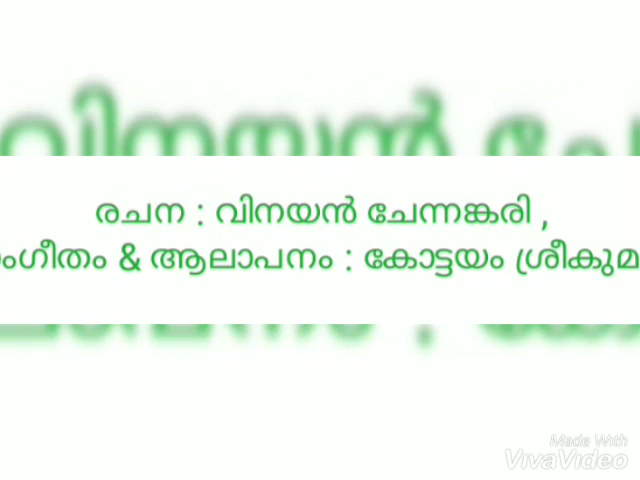 രചന : വിനയൻ ചേന്നങ്കരി ,
ംഗീതം & ആലാപനം : കോട്ടയം ശ്രീകുമ
Made With
VivaVideo